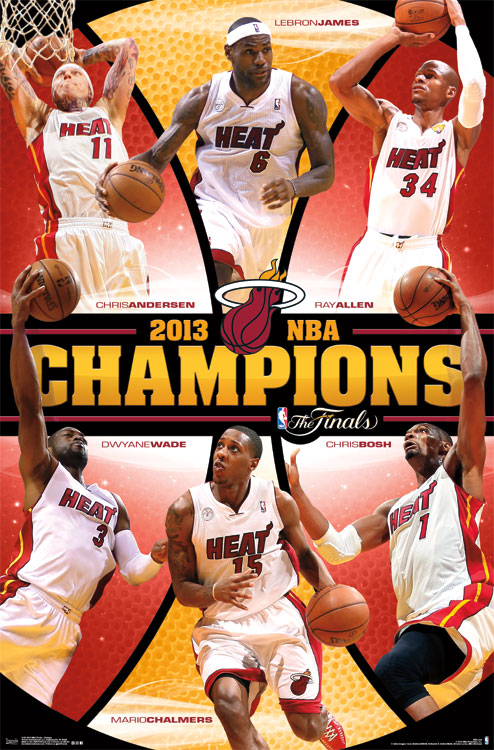 LEBRONJAMES
HEAT
11
HEAT
6
HEAT
34
CHRISANDERSEN
RAYALLEN
2013 NBA
CHAMPIONS
The Finals
DWYANEWADE
CHRISBOSH
HEAT
3
HEAT
15
HEAT
1
MARIOCHALMERS